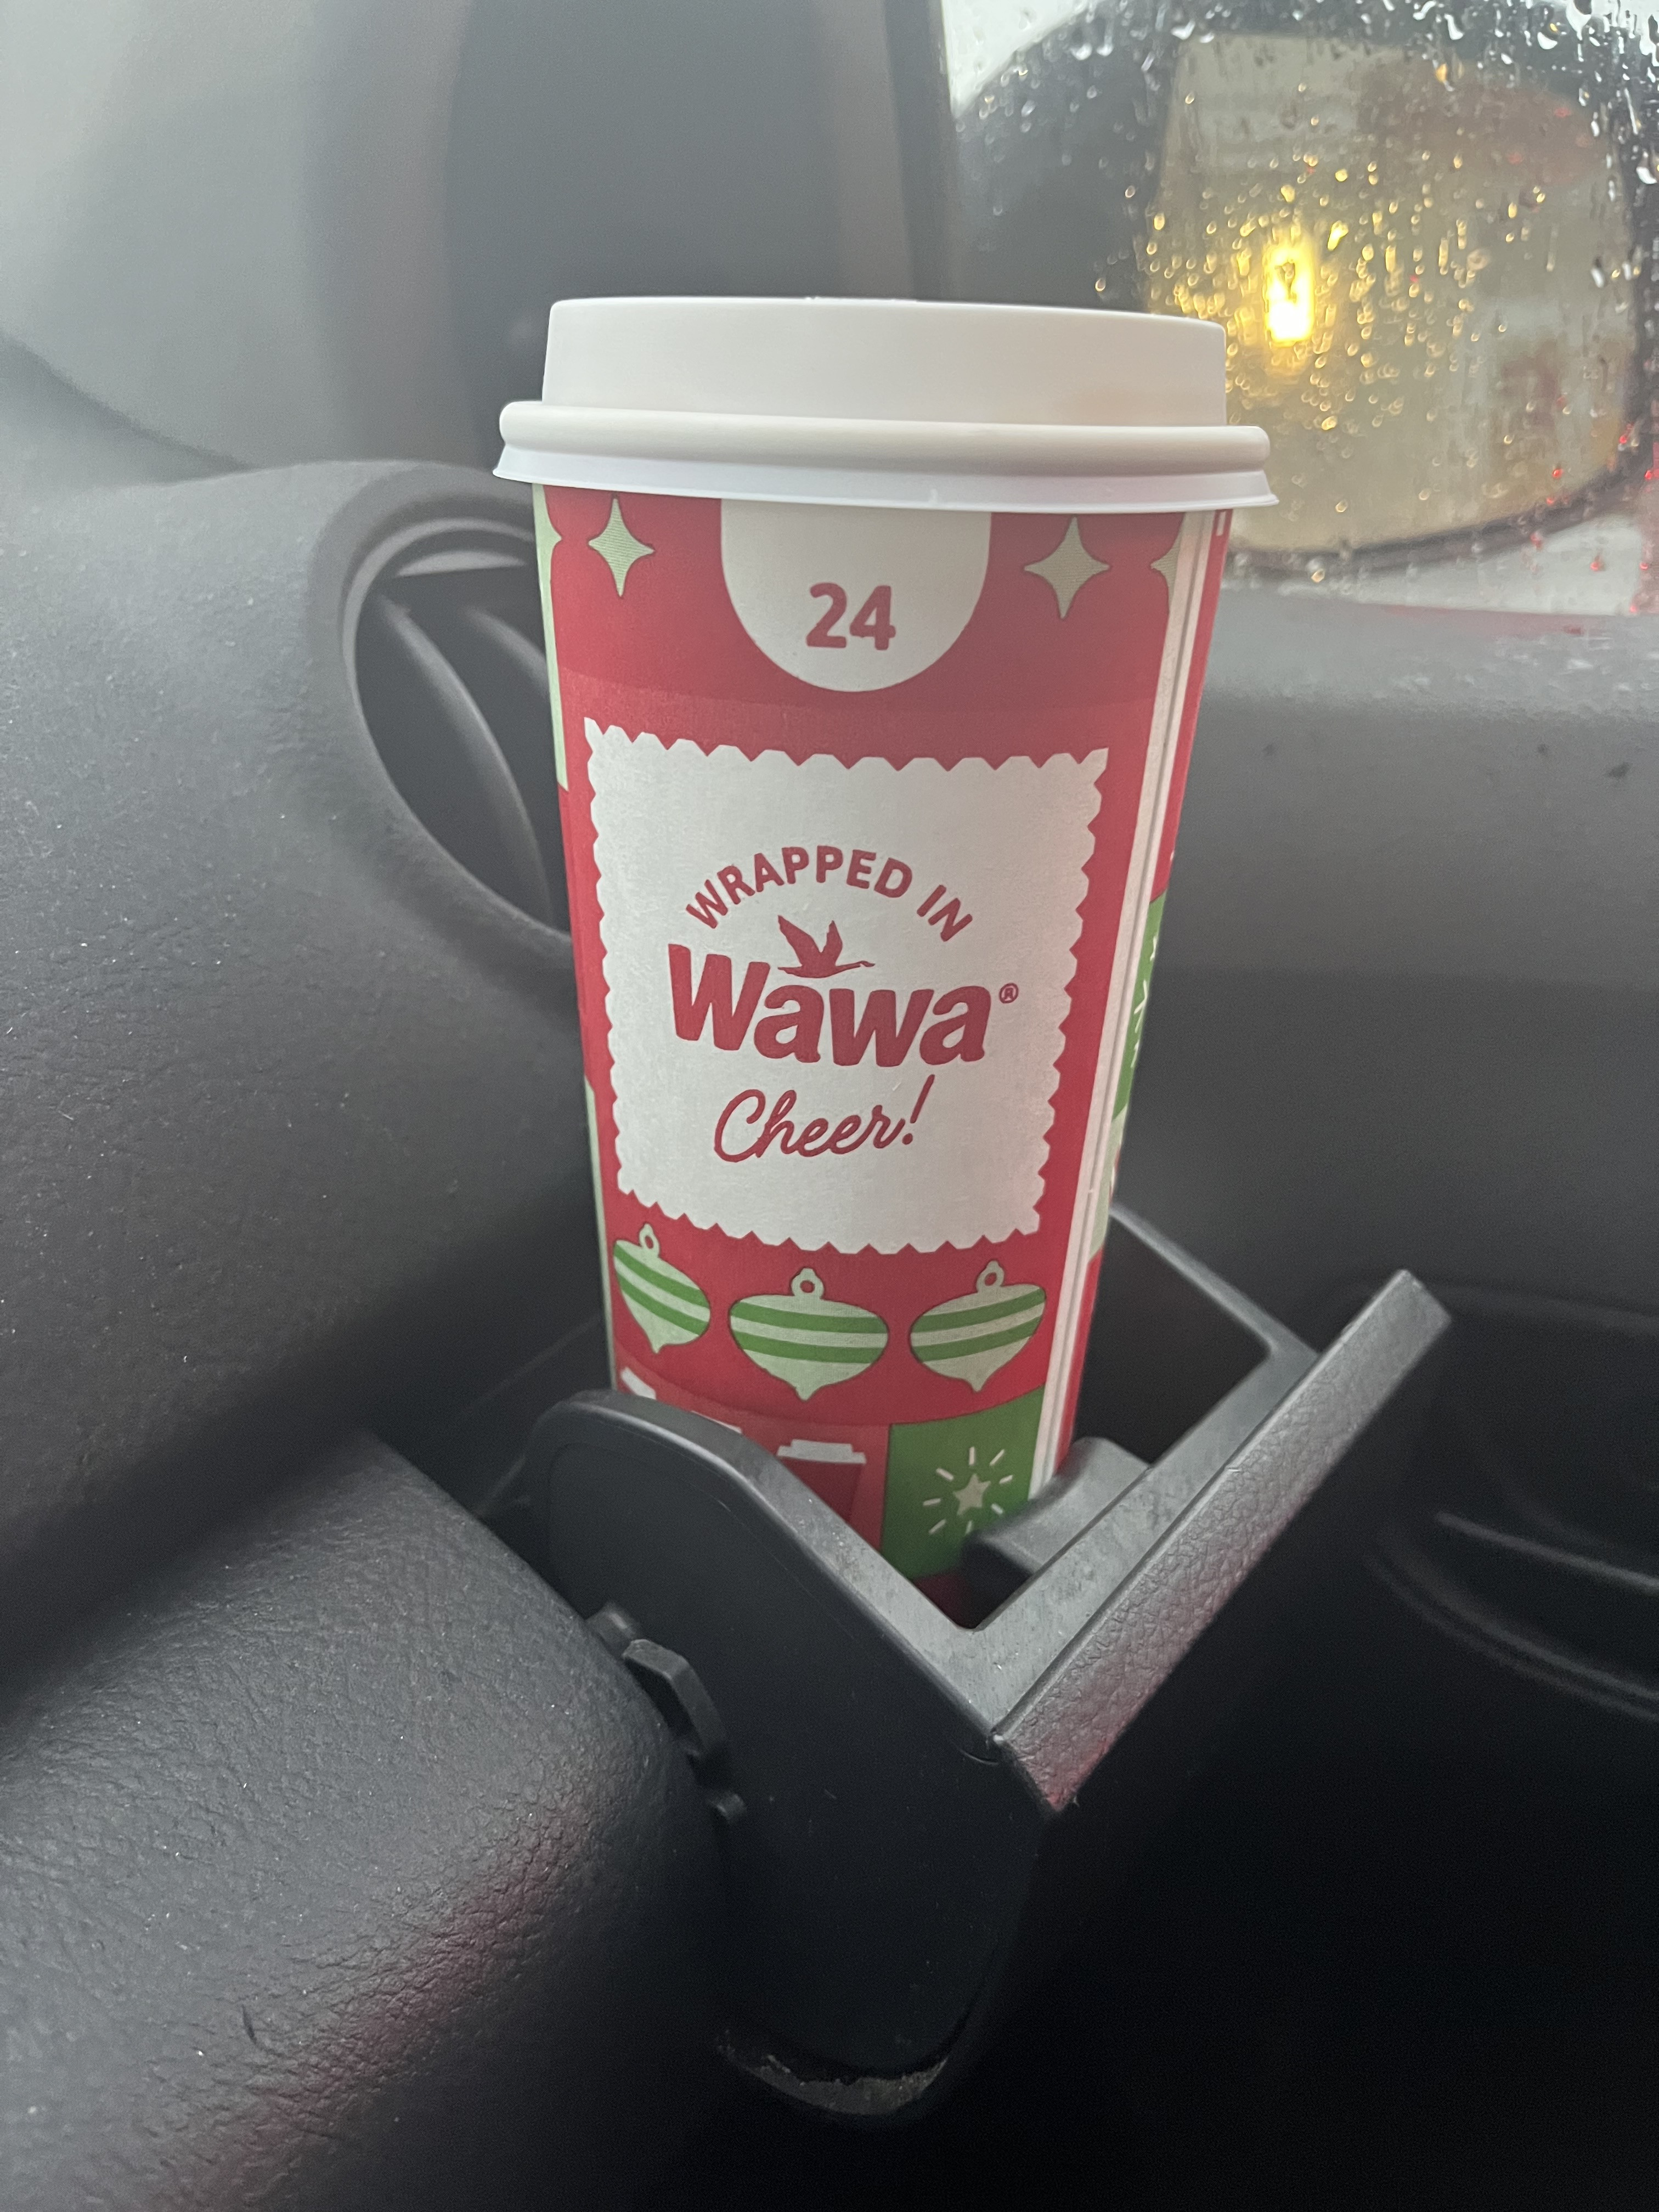 24
WRAPPED IN
Wawa®
Cheer!